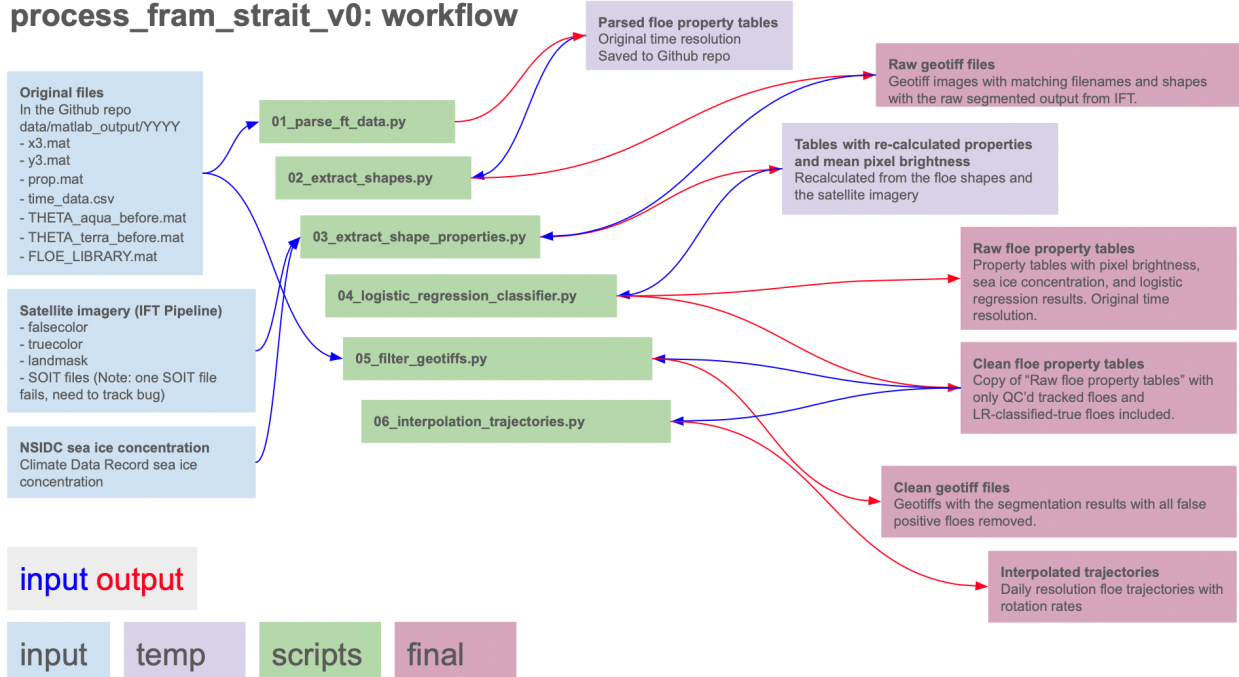 process_fram_strait_v0: workflow
Original files
In the Github repo
data/matlab_output/YYYY
- x3.mat
- y3.mat
- prop.mat
- time_data.csv
- THETA_aqua_before.mat
- THETA_terra_before.mat
- FLOE_LIBRARY.mat
Satellite imagery (IFT Pipeline)
- falsecolor
- truecolor
- landmask
- SOIT files (Note: one SOIT file
fails, need to track bug)
NSIDC sea ice concentration
Climate Data Record sea ice
concentration
input output
input
temp
scripts
final
01_parse_ft_data.py
02_extract_shapes.py
03_extract_shape_properties.py
04_logistic_regression_classifier.py
05_filter_geotiffs.py
06_interpolation_trajectories.py
Parsed floe property tables
Original time resolution
Saved to Github repo
Raw geotiff files
Geotiff images with matching filenames and shapes
with the raw segmented output from IFT.
Tables with re-calculated properties
and mean pixel brightness
Recalculated from the floe shapes and
the satellite imagery
Raw floe property tables
Property tables with pixel brightness,
sea ice concentration, and logistic
regression results. Original time
resolution.
Clean floe property tables
Copy of “Raw floe property tables” with
only QC’d tracked floes and
LR-classified-true floes included.
Clean geotiff files
Geotiffs with the segmentation results with all false
positive floes removed.
Interpolated trajectories
Daily resolution floe trajectories with
rotation rates